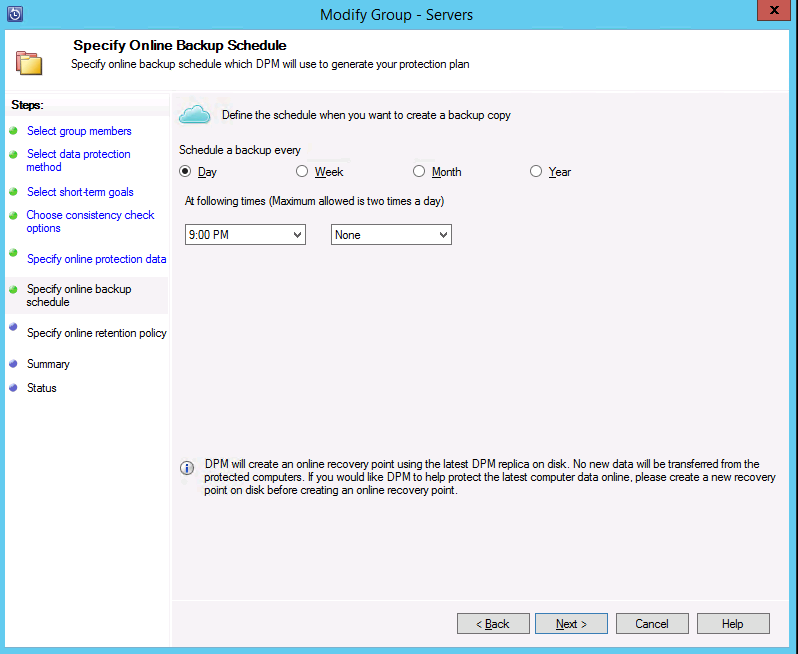 Modify Group - Servers
x
Specify Online Backup Schedule
Specify online backup schedule which DPM will use to generate your protection plan
Steps:
Select group members
Select data protection
method
Select short-term goals
Choose consistency check
options
Specify online protection data
Specify online backup
schedule
Specify online retention policy
Summary
Status
Define the schedule when you want to create a backup copy
Schedule a backup every
Day
Week
Month
Year
At following times (Maximum allowed is two times a day)
9:00 PM
None
DPM will create an online recovery point using the latest DPM replica on disk. No new data will be transferred from the
protected computers. If you would like DPM to help protect the latest computer data online, please create a new recovery
point on disk before creating an online recovery point.
< Back
Next >
Cancel
Help